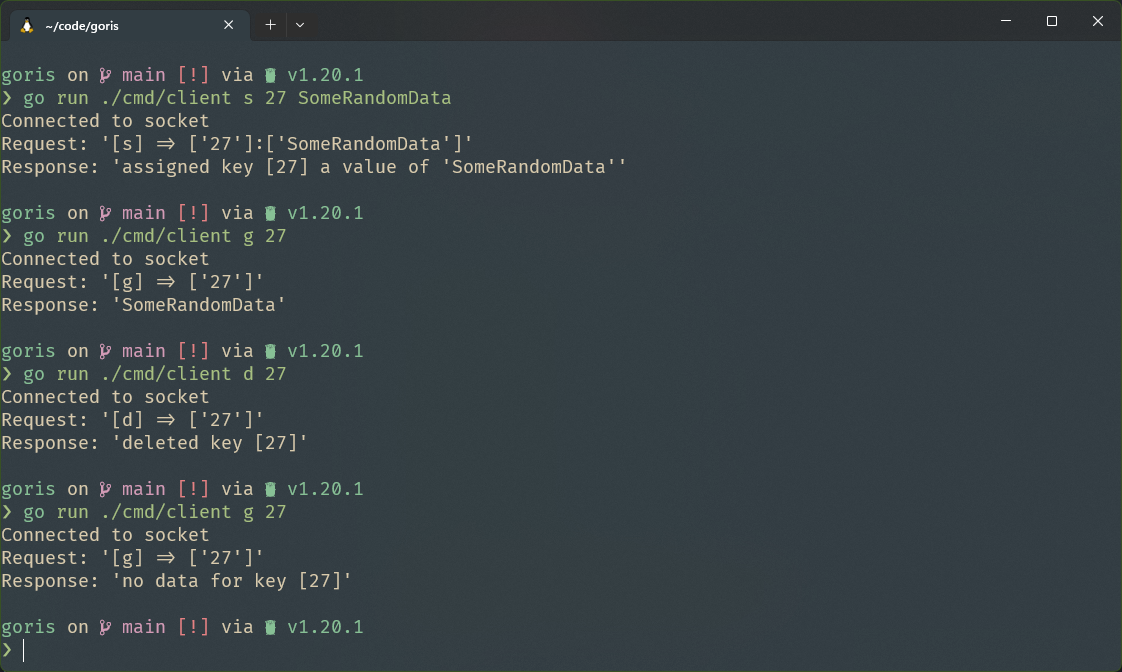 ~/code/goris
goris on main [!] via v1.20.1
❯ go run ./cmd/client s 27 SomeRandomData
Connected to socket
Request: '[s] => ['27']:['SomeRandomData']'
Response: 'assigned key [27] a value of 'SomeRandomData''
goris on main [!] via v1.20.1
❯ go run ./cmd/client g 27
Connected to socket
Request: '[g] => ['27']'
Response: 'SomeRandomData'
goris on main [!] via v1.20.1
❯ go run ./cmd/client d 27
Connected to socket
Request: '[d] => ['27']'
Response: 'deleted key [27]'
goris on main [!] via v1.20.1
❯ go run ./cmd/client g 27
Connected to socket
Request: '[g] => ['27']'
Response: 'no data for key [27]'
goris on main [!] via v1.20.1
❯